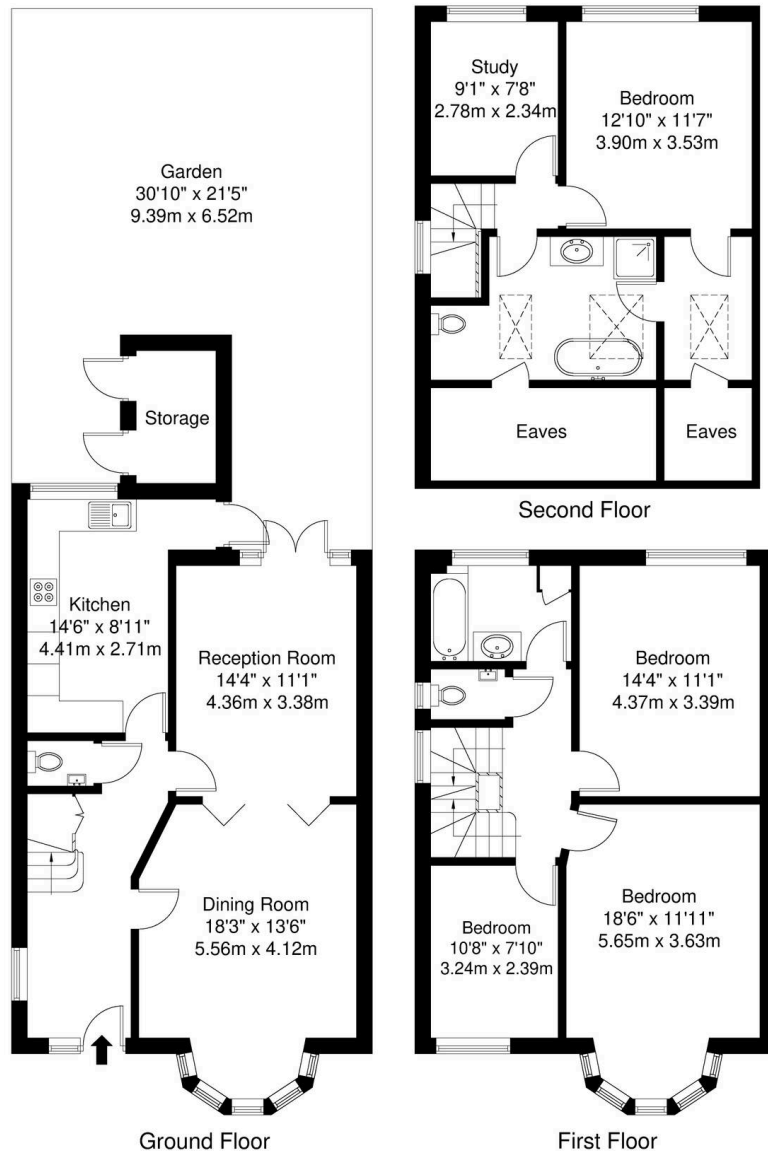 Garden
30'10" x 21'5"
9.39m x 6.52m
Storage
Kitchen
14'6" x 8'11"
4.41m x 2.71m
Reception Room
14'4" x 11'1"
4.36m x 3.38m
Dining Room
18'3" x 13'6"
5.56m x 4.12m
Ground Floor
Study
9'1" x 7'8"
2.78m x 2.34m
Bedroom
12'10" x 11'7"
3.90m x 3.53m
Eaves
Eaves
Second Floor
Bedroom
14'4" x 11'1"
4.37m x 3.39m
Bedroom
18'6" x 11'11"
5.65m x 3.63m
Bedroom
10'8" x 7'10"
3.24m x 2.39m
First Floor